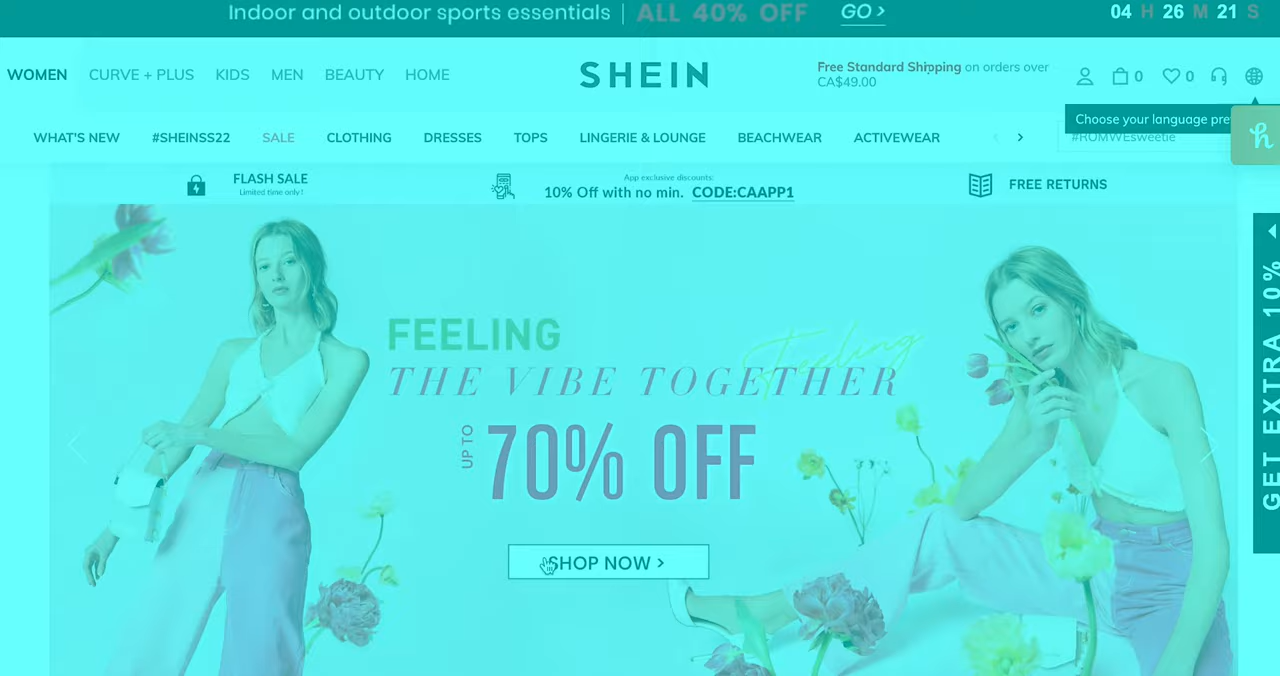 Indoor and outdoor sports essentials | ALL 40% OFF GO > 04 H 26 M 21 S
WOMEN CURVE + PLUS KIDS MEN BEAUTY HOME
SHEIN
Free Standard Shipping on orders over
CA$49.00
0 0
Choose your language pre
WHAT'S NEW #SHEINSS22 SALE CLOTHING DRESSES TOPS LINGERIE & LOUNGE BEACHWEAR ACTIVEWEAR
#ROMWEsweetie
h
FLASH SALE
Limited time only!
App exclusive discounts:
10% Off with no min. CODE:CAAPP1
FREE RETURNS
FEELING
Feeling
THE VIBE TOGETHER
UP TO
70% OFF
SHOP NOW >
GET EXTRA 10%